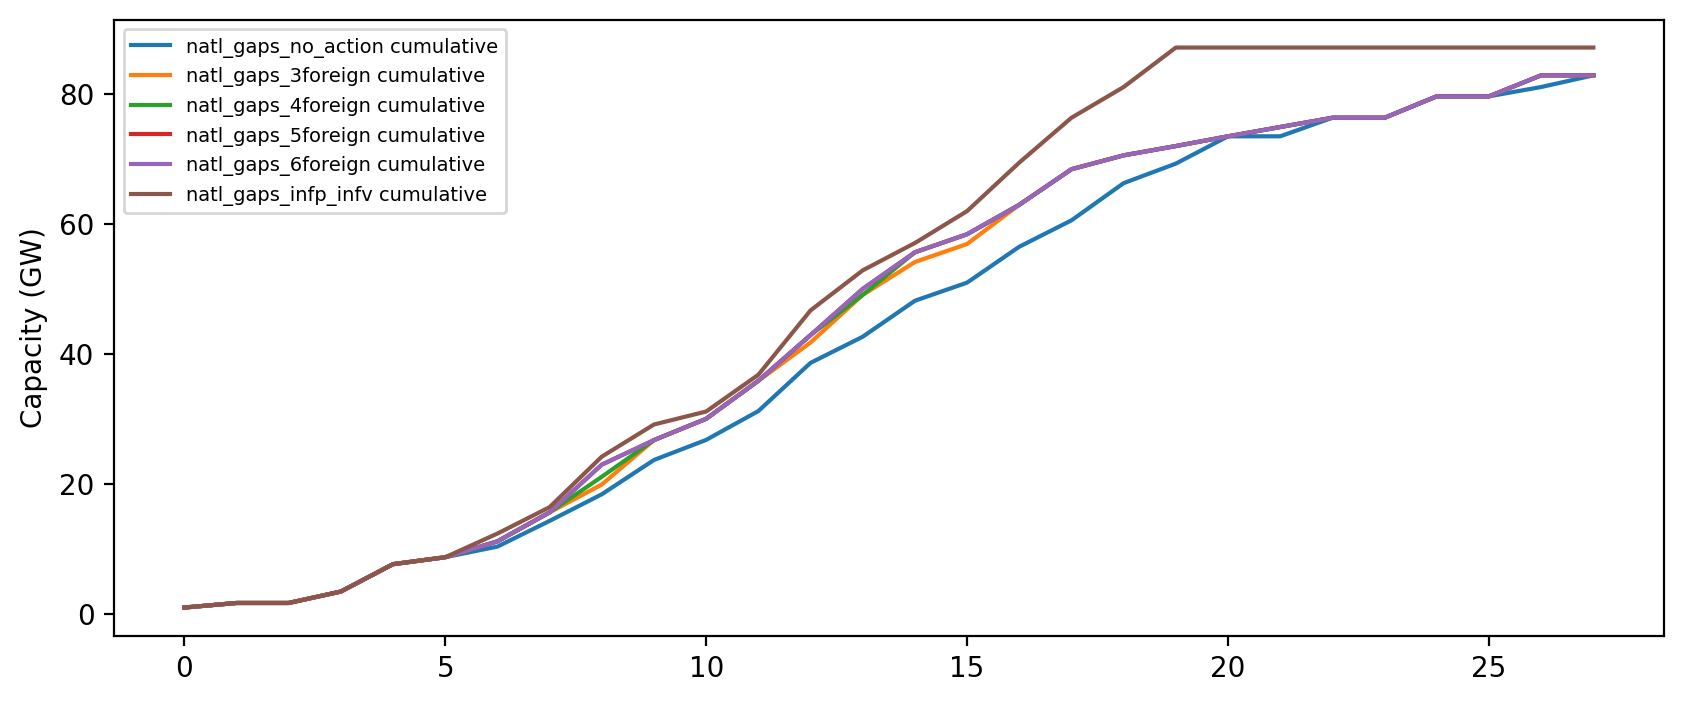 natl_gaps_no_action cumulative
natl_gaps_3foreign cumulative
natl_gaps_4foreign cumulative
natl_gaps_5foreign cumulative
natl_gaps_6foreign cumulative
natl_gaps_infp_infv cumulative
Capacity (GW)
80
60
40
20
0
0 5 10 15 20 25